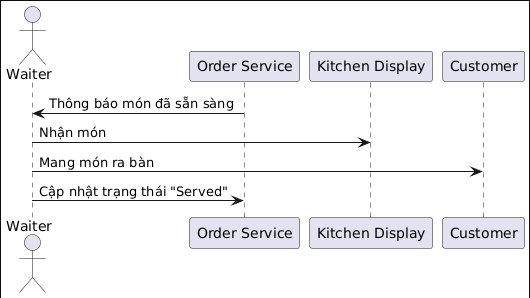 Waiter
Order Service
Kitchen Display
Customer
Thông báo món đã sẵn sàng
Nhận món
Mang món ra bàn
Cập nhật trạng thái "Served"
Waiter
Order Service
Kitchen Display
Customer